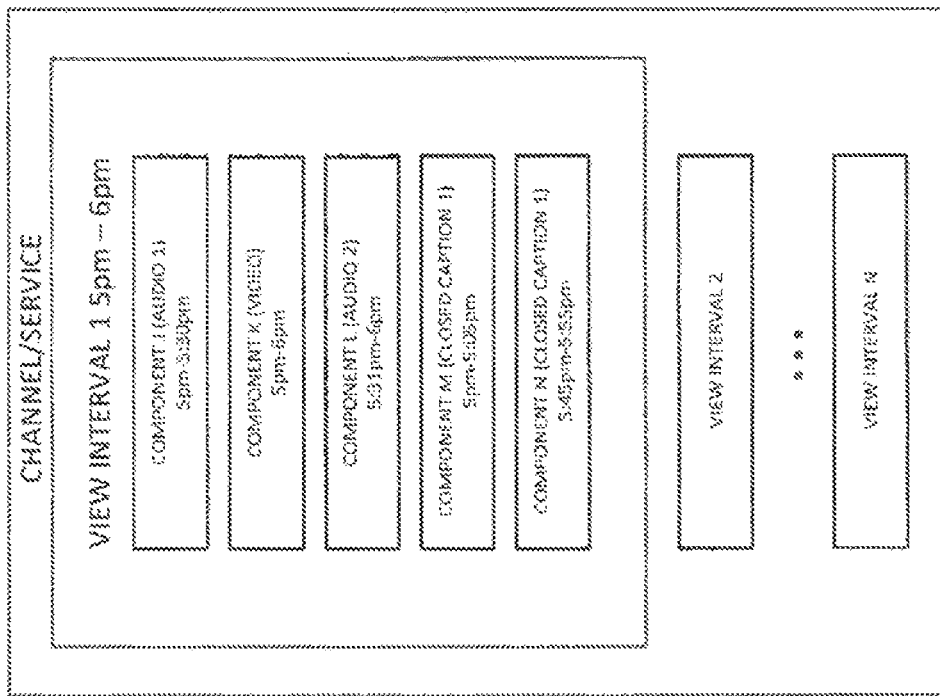 CHANNEL/SERVICE
VIEW INTERVAL 1 5pm – 6pm
COMPONENT J (AUDIO 1)
5pm-5:30pm
COMPONENT K (VIDEO)
5pm-6pm
COMPONENT L (AUDIO 2)
5:31pm-6pm
COMPONENT M (CLOSED CAPTION 1)
5pm-5:05pm
COMPONENT N (CLOSED CAPTION 1)
5:45pm-5:55pm
VIEW INTERVAL 2
VIEW INTERVAL N